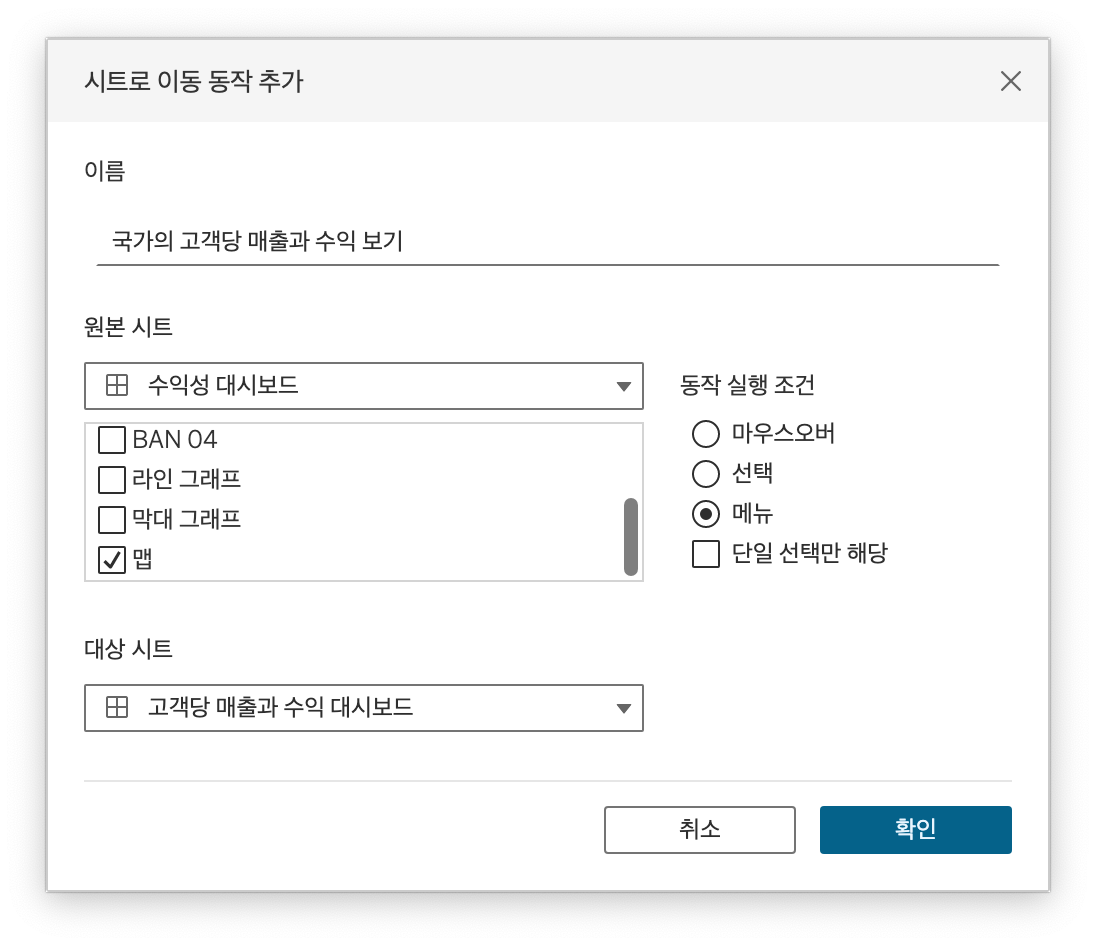 시트로 이동 동작 추가
이름
국가의 고객당 매출과 수익 보기
원본 시트
수익성 대시보드
BAN 04
라인 그래프
막대 그래프
맵
동작 실행 조건
마우스오버
선택
메뉴
단일 선택만 해당
대상 시트
고객당 매출과 수익 대시보드
취소
확인